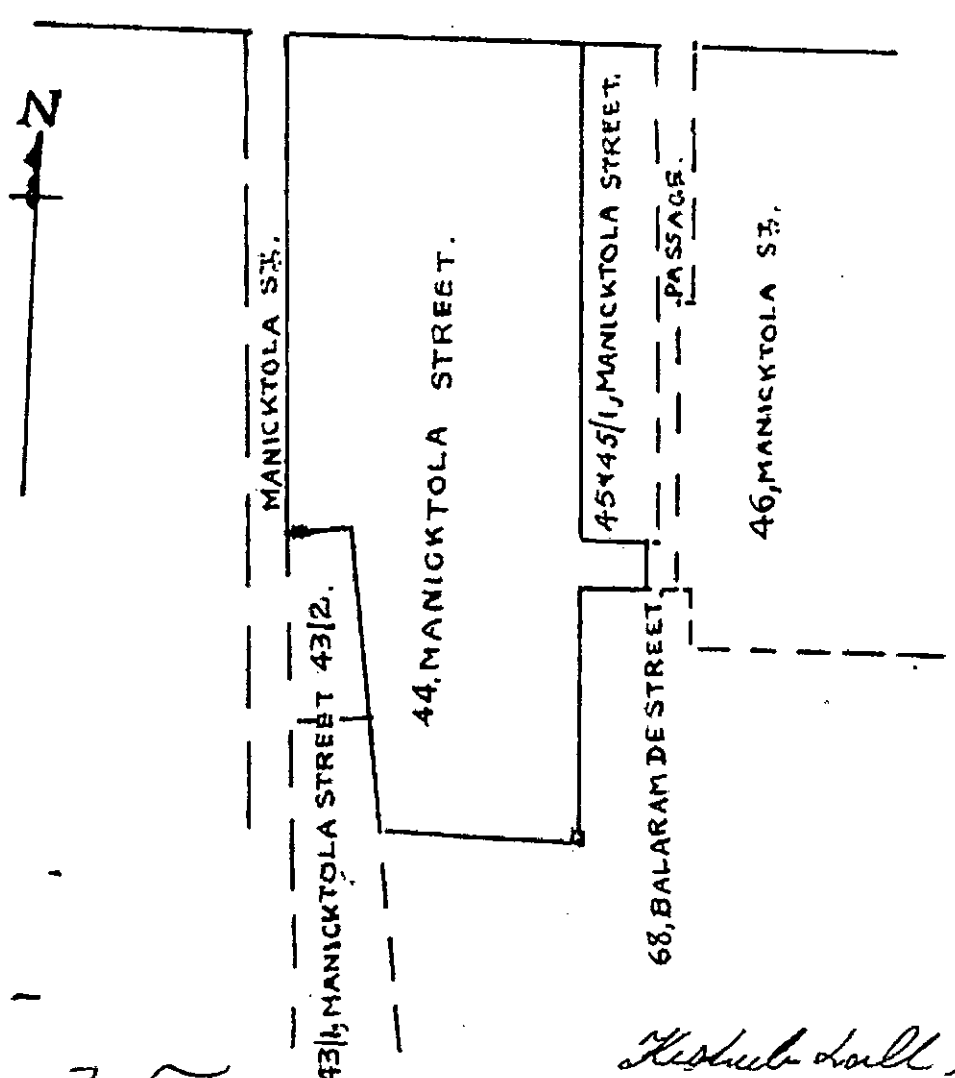 N
MANICKTOLA ST.
43/1, MANICKTOLA STREET 43/2.
44, MANICKTOLA STREET.
45&45/1, MANICKTOLA STREET.
PASSAGE.
68, BALARAM DE STREET
46, MANICKTOLA ST.
Lall